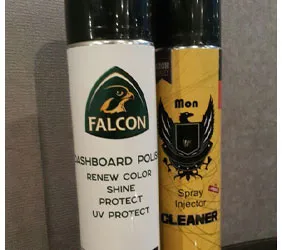 FALCON
DASHBOARD POLIS
RENEW COLOR
SHINE
PROTECT
UV PROTECT
Mon
Spray
Injector
CLEANER